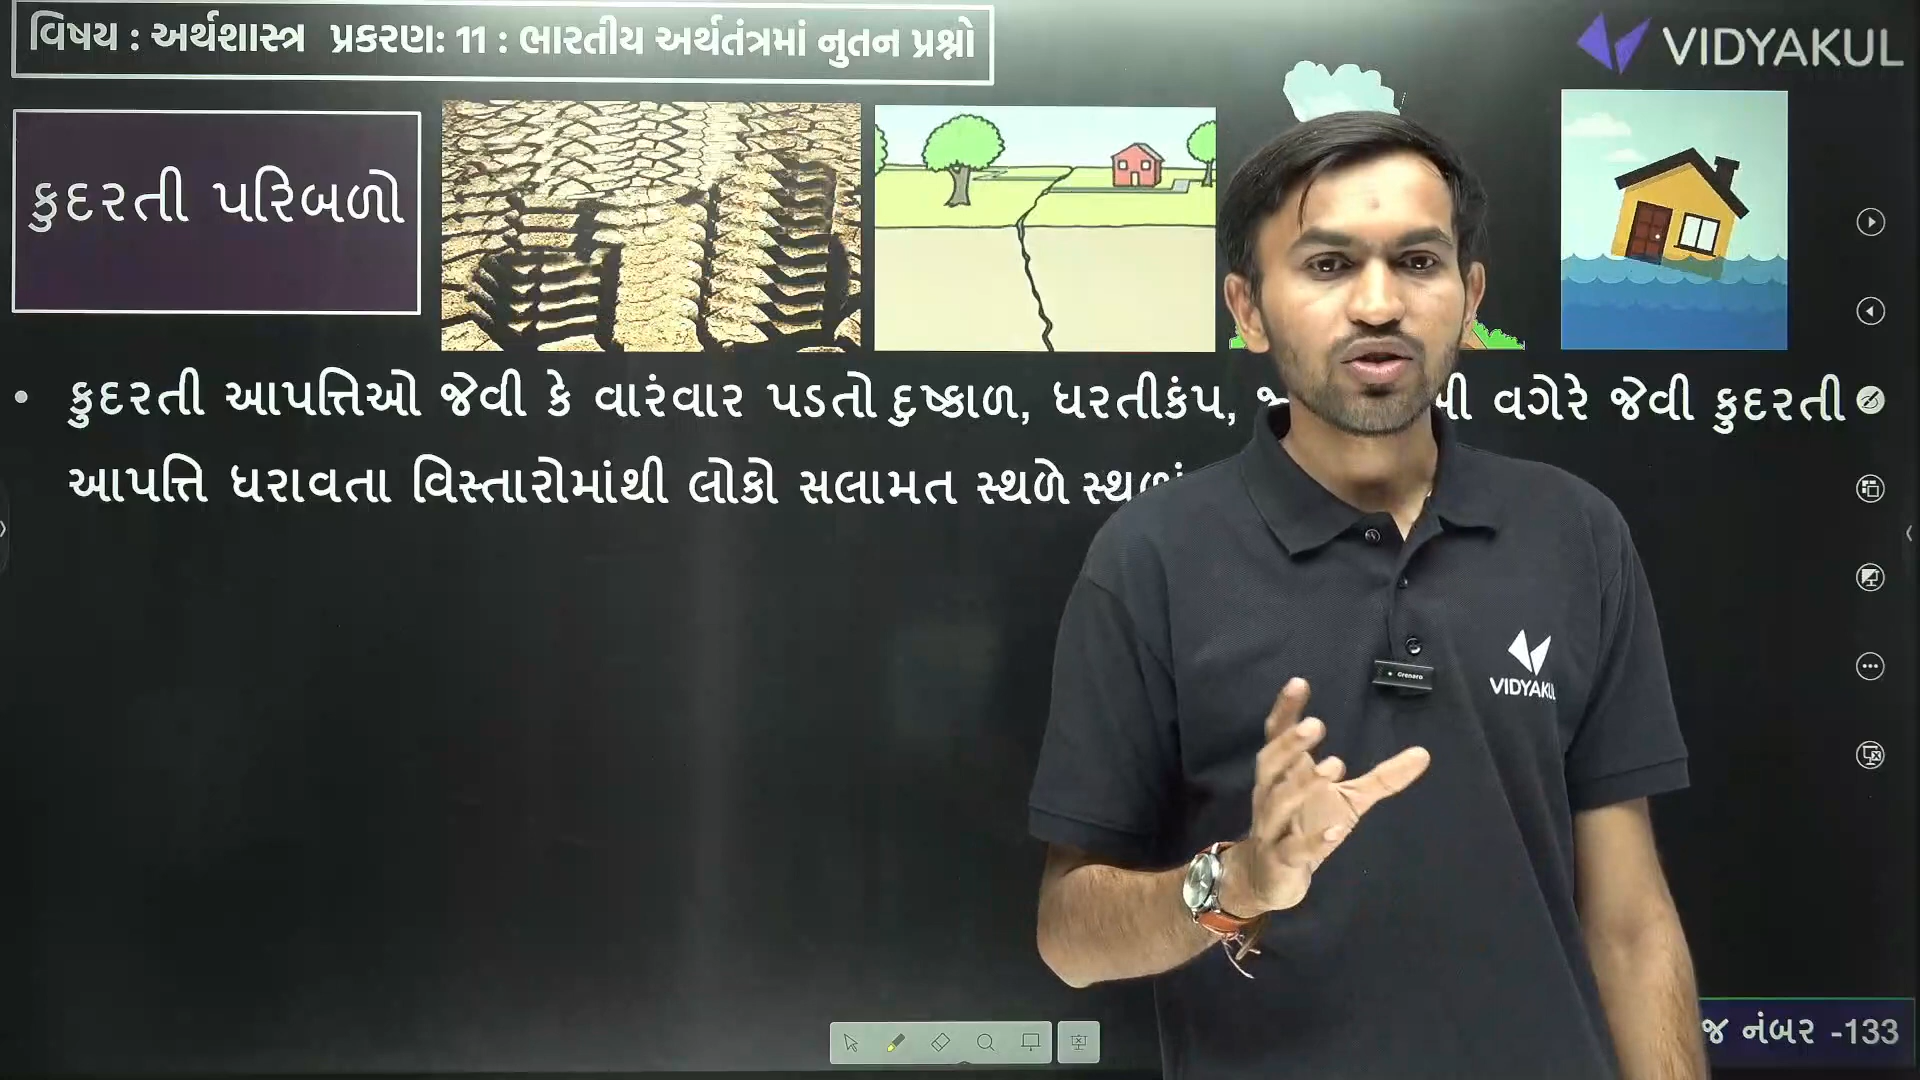 વિષય : અર્થશાસ્ત્ર પ્રકરણ: 11 : ભારતીય અર્થતંત્રમાં નુતન પ્રશ્નો
VIDYAKUL
કુદરતી પરિબળો
• કુદરતી આપત્તિઓ જેવી કે વારંવાર પડતો દુષ્કાળ, ધરતીકંપ, વગેરે જેવી કુદરતી
આપત્તિ ધરાવતા વિસ્તારોમાંથી લોકો સલામત સ્થળે
VIDYAKUL
નંબર -133